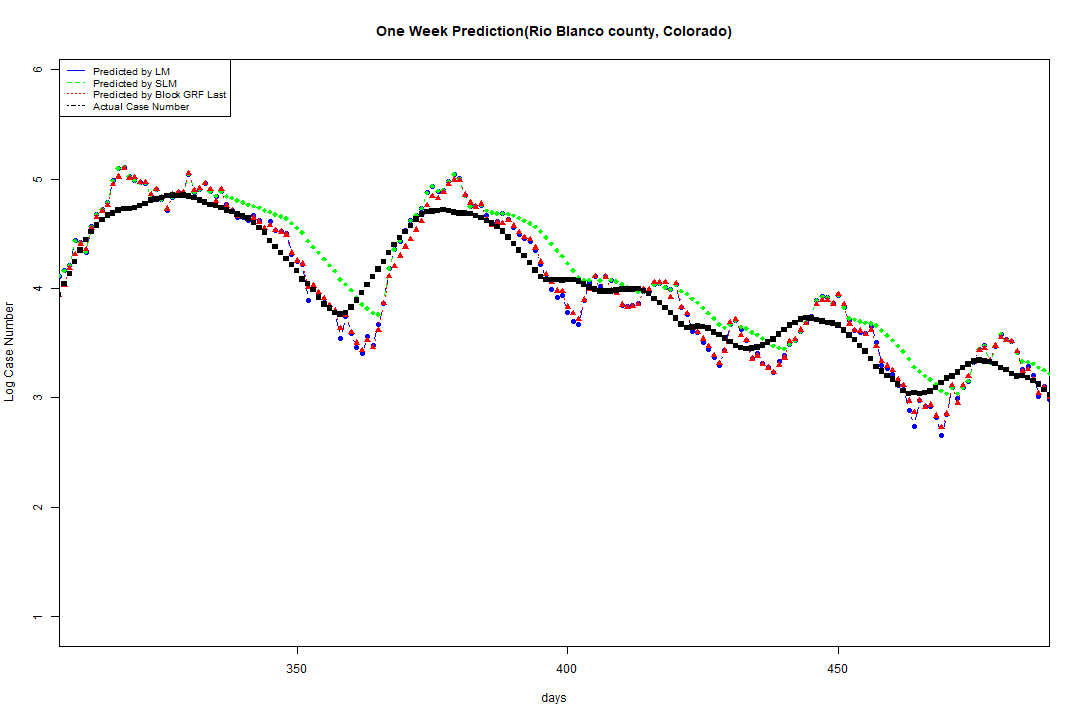 One Week Prediction(Rio Blanco county, Colorado)
Predicted by LM
Predicted by SLM
Predicted by Block GRF Last
Actual Case Number
6
5
4
3
2
1
Log Case Number
350
400
450
days